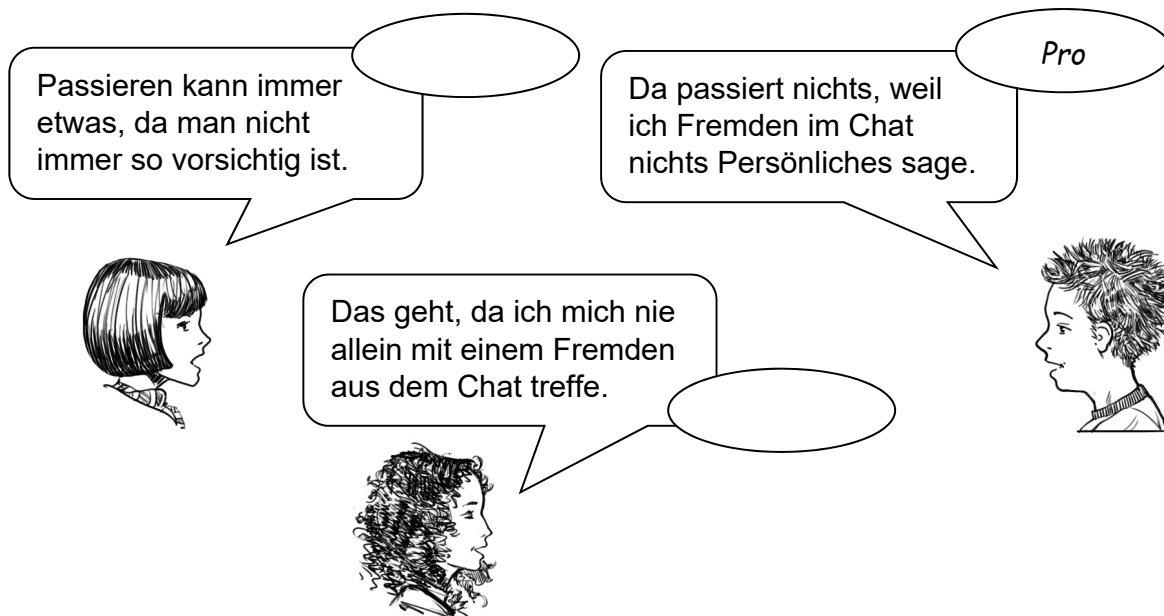 Passieren kann immer
etwas, da man nicht
immer so vorsichtig ist.
Pro
Da passiert nichts, weil
ich Fremden im Chat
nichts Persönliches sage.
Das geht, da ich mich nie
allein mit einem Fremden
aus dem Chat treffe.